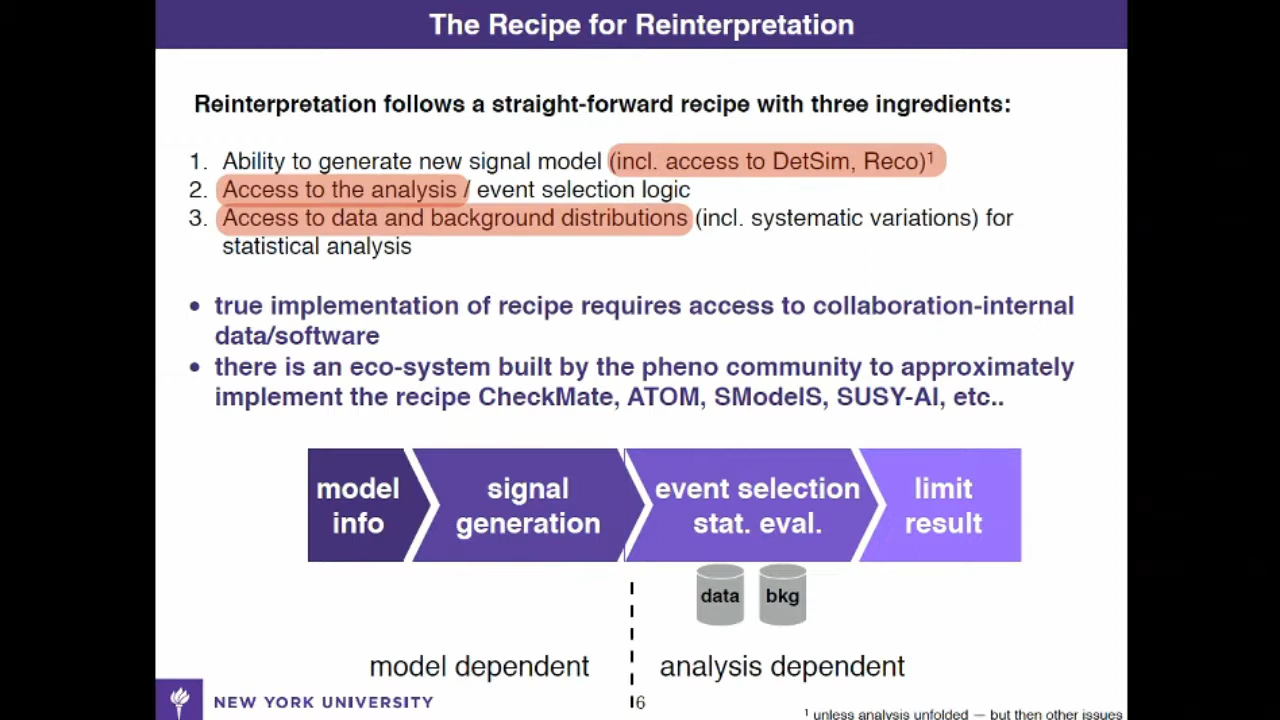 The Recipe for Reinterpretation
Reinterpretation follows a straight-forward recipe with three ingredients:
1. Ability to generate new signal model (incl. access to DetSim, Reco)¹
2. Access to the analysis / event selection logic
3. Access to data and background distributions (incl. systematic variations) for
statistical analysis
• true implementation of recipe requires access to collaboration-internal
data/software
• there is an eco-system built by the pheno community to approximately
implement the recipe CheckMate, ATOM, SModelS, SUSY-AI, etc..
model
info
signal
generation
event selection
stat. eval.
limit
result
data
bkg
model dependent
analysis dependent
NEW YORK UNIVERSITY
16
¹ unless analysis unfolded — but then other issues